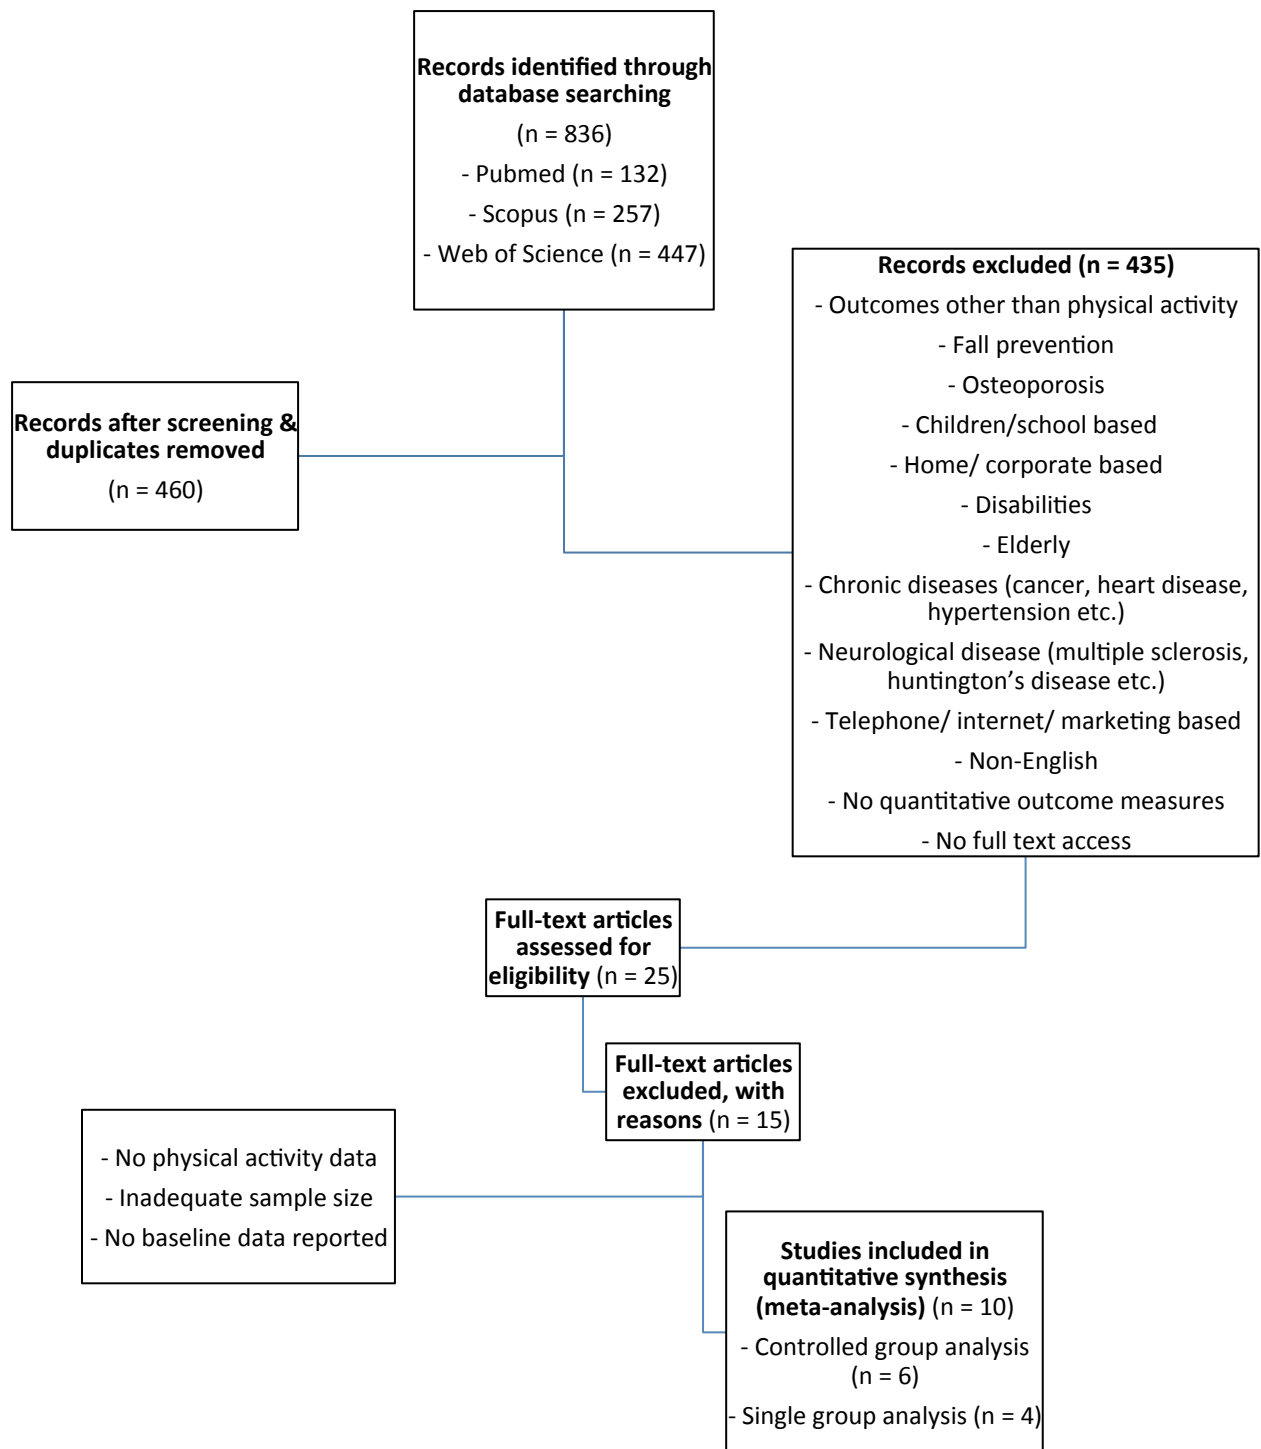 Records identified through
database searching
(n = 836)
- Pubmed (n = 132)
- Scopus (n = 257)
- Web of Science (n = 447)
Records after screening &
duplicates removed
(n = 460)
Records excluded (n = 435)
- Outcomes other than physical activity
- Fall prevention
- Osteoporosis
- Children/school based
- Home/ corporate based
- Disabilities
- Elderly
- Chronic diseases (cancer, heart disease,
hypertension etc.)
- Neurological disease (multiple sclerosis,
huntington's disease etc.)
- Telephone/ internet/ marketing based
- Non-English
- No quantitative outcome measures
- No full text access
Full-text articles
assessed for
eligibility (n = 25)
Full-text articles
excluded, with
reasons (n = 15)
- No physical activity data
- Inadequate sample size
- No baseline data reported
Studies included in
quantitative synthesis
(meta-analysis) (n = 10)
- Controlled group analysis
(n = 6)
- Single group analysis (n = 4)